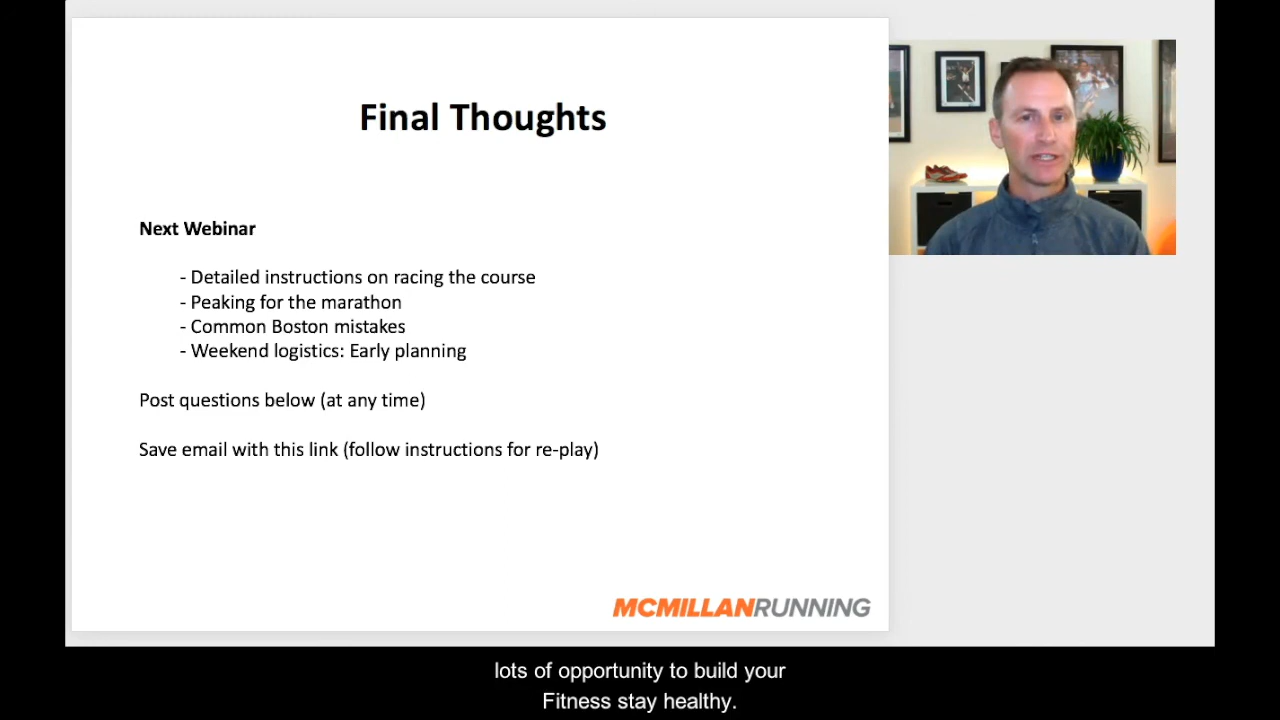 Final Thoughts
Next Webinar
- Detailed instructions on racing the course
- Peaking for the marathon
- Common Boston mistakes
- Weekend logistics: Early planning
Post questions below (at any time)
Save email with this link (follow instructions for re-play)
MCMILLANRUNNING
lots of opportunity to build your
Fitness stay healthy.